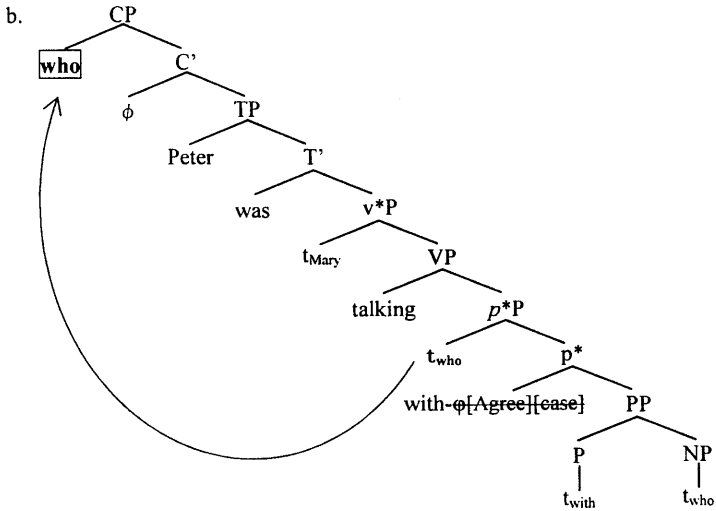 b.
CP
who C'
ϕ TP
Peter T'
was v*P
tMary VP
talking p*P
twho p*
with-φ[Agree][case] PP
P NP
twith twho